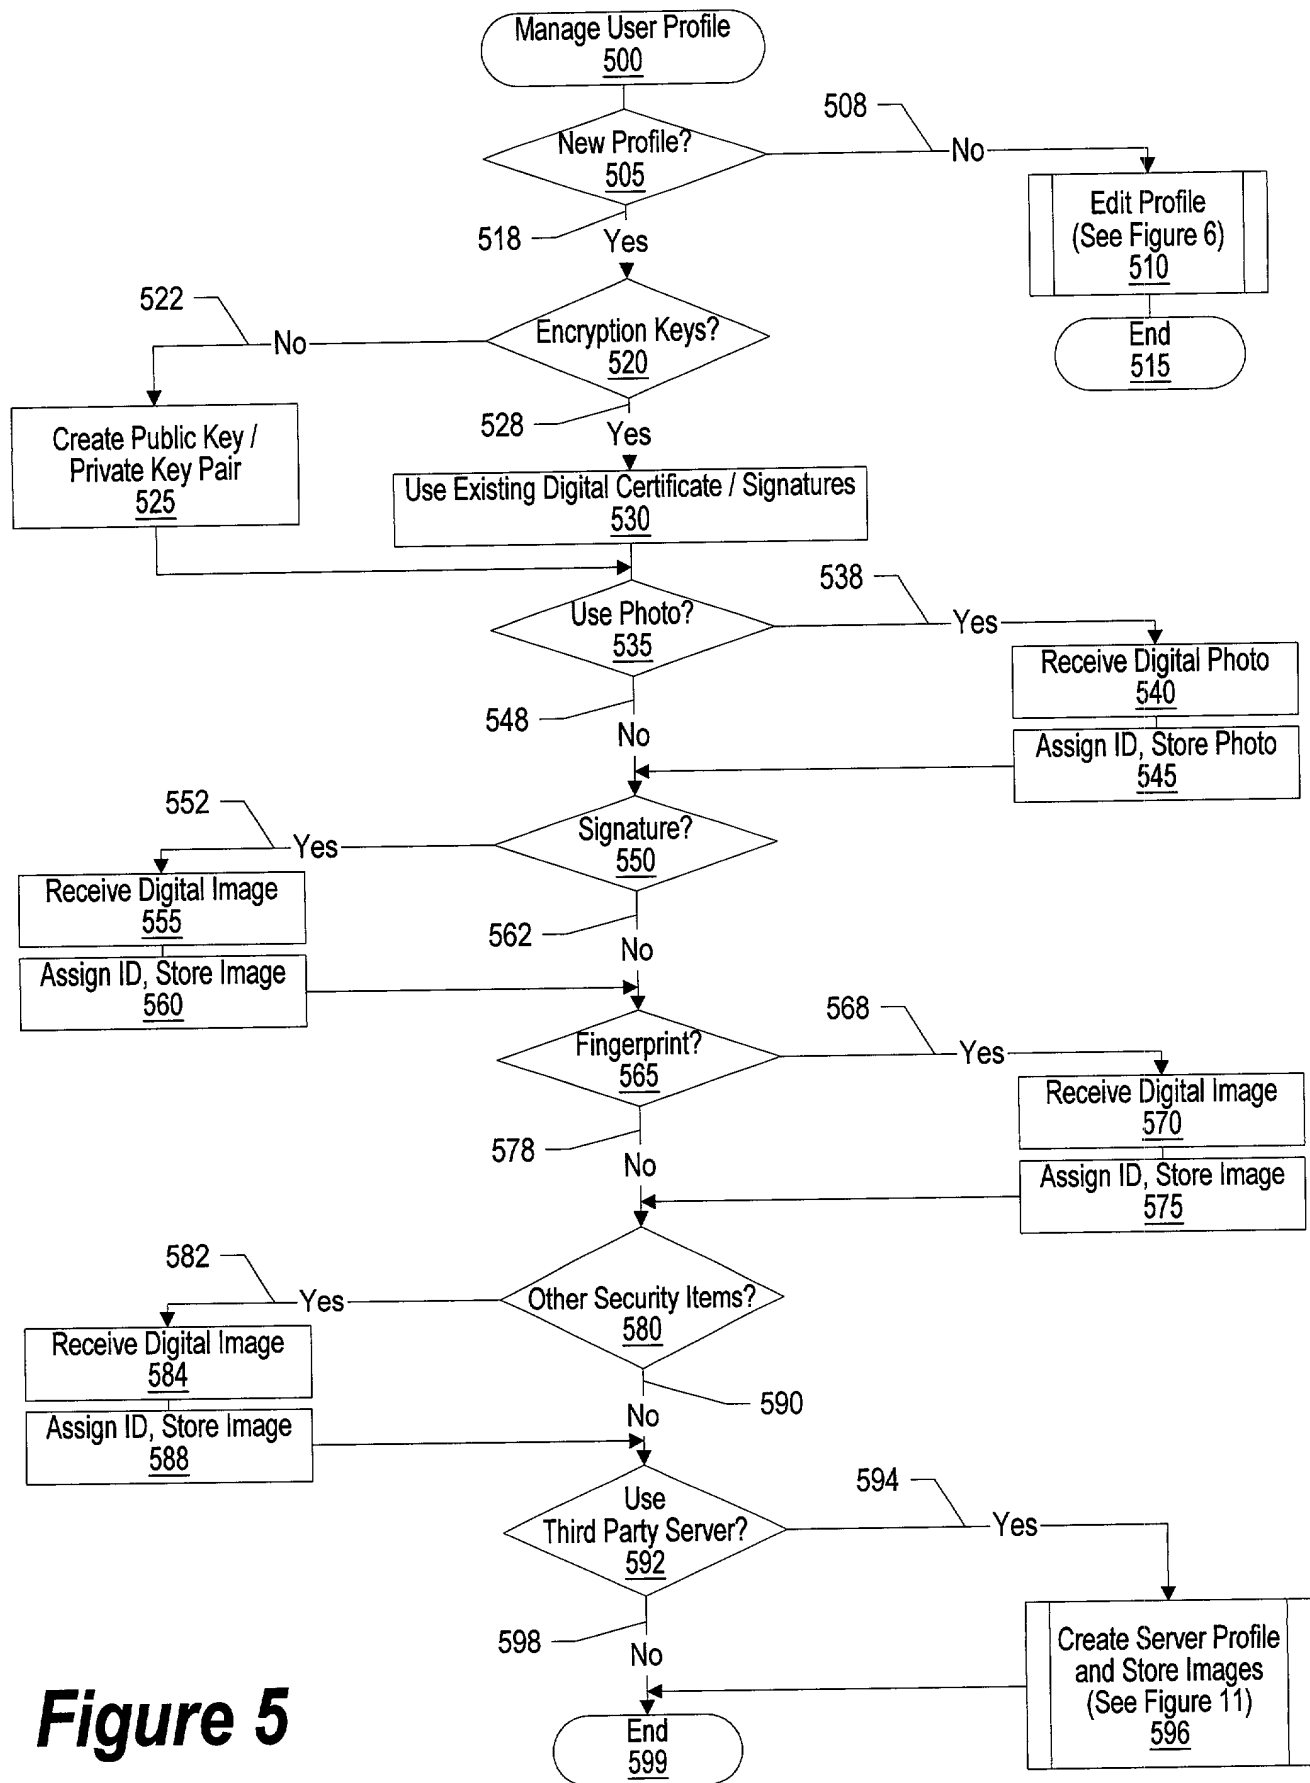 Manage User Profile
500
508
New Profile?
505
No
518
Yes
Edit Profile
(See Figure 6)
510
522
No
Encryption Keys?
520
End
515
528
Yes
Create Public Key /
Private Key Pair
525
Use Existing Digital Certificate / Signatures
530
538
Use Photo?
535
Yes
Receive Digital Photo
540
548
No
Assign ID, Store Photo
545
552
Yes
Signature?
550
Receive Digital Image
555
562
No
Assign ID, Store Image
560
568
Fingerprint?
565
Yes
Receive Digital Image
570
578
No
Assign ID, Store Image
575
582
Yes
Other Security Items?
580
Receive Digital Image
584
590
No
Assign ID, Store Image
588
594
Use
Third Party Server?
592
Yes
598
No
Create Server Profile
and Store Images
(See Figure 11)
596
End
599
Figure 5